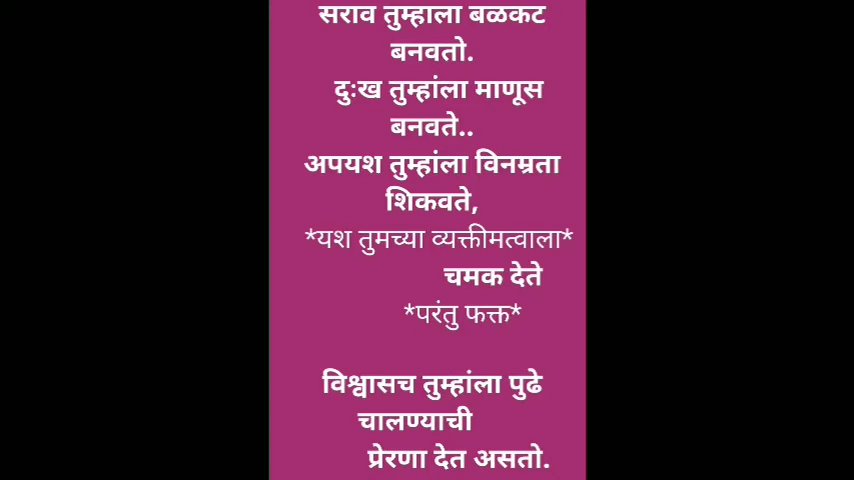 सराव तुम्हाला बळकट
बनवतो.
दुःख तुम्हांला माणूस
बनवते..
अपयश तुम्हांला विनम्रता
शिकवते,
*यश तुमच्या व्यक्तीमत्वाला*
चमक देते
*परंतु फक्त*
विश्वासच तुम्हांला पुढे
चालण्याची
प्रेरणा देत असतो.